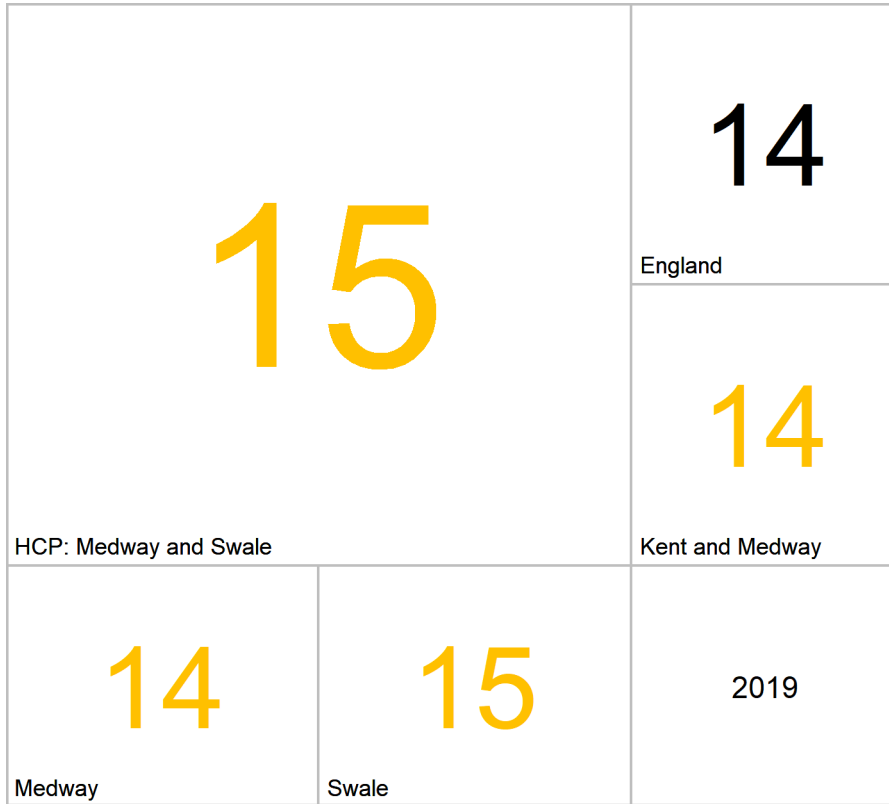 15
HCP: Medway and Swale
14
England
14
Kent and Medway
14
Medway
15
Swale
2019